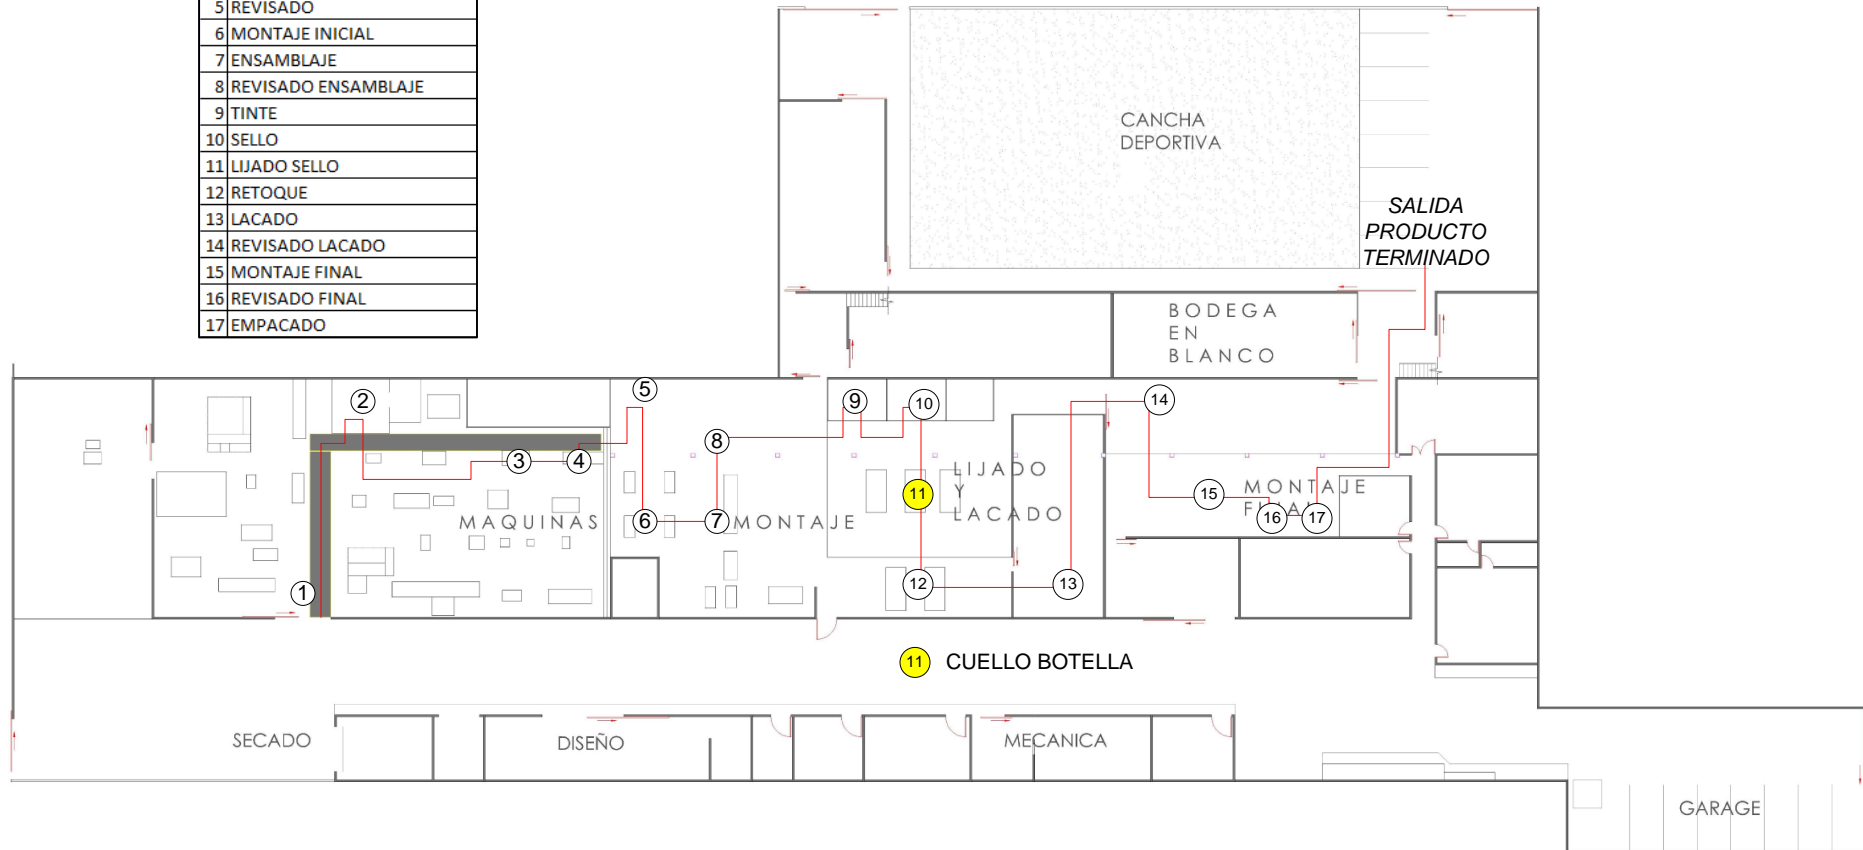 5 REVISADO
6 MONTAJE INICIAL
7 ENSAMBLAJE
8 REVISADO ENSAMBLAJE
9 TINTE
10 SELLO
11 LIJADO SELLO
12 RETOQUE
13 LACADO
14 REVISADO LACADO
15 MONTAJE FINAL
16 REVISADO FINAL
17 EMPACADO
CANCHA
DEPORTIVA
SALIDA
PRODUCTO
TERMINADO
BODEGA
EN
BLANCO
1
2
3
4
5
6
7
8
9
10
11
12
13
14
15
16
17
MAQUINAS
MONTAJE
LIJADO
Y
LACADO
MONTAJE
FINAL
11 CUELLO BOTELLA
SECADO
DISEÑO
MECANICA
GARAGE